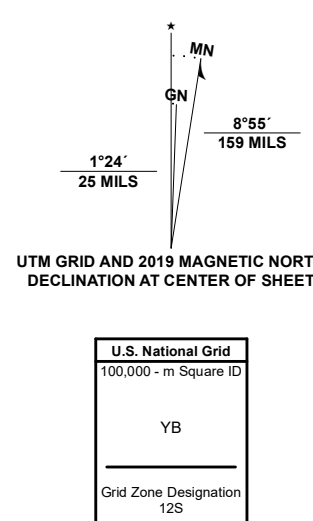 ★
MN
GN
8°55´
159 MILS
1°24´
25 MILS
UTM GRID AND 2019 MAGNETIC NORT
DECLINATION AT CENTER OF SHEET
U.S. National Grid
100,000 - m Square ID
YB
Grid Zone Designation
12S